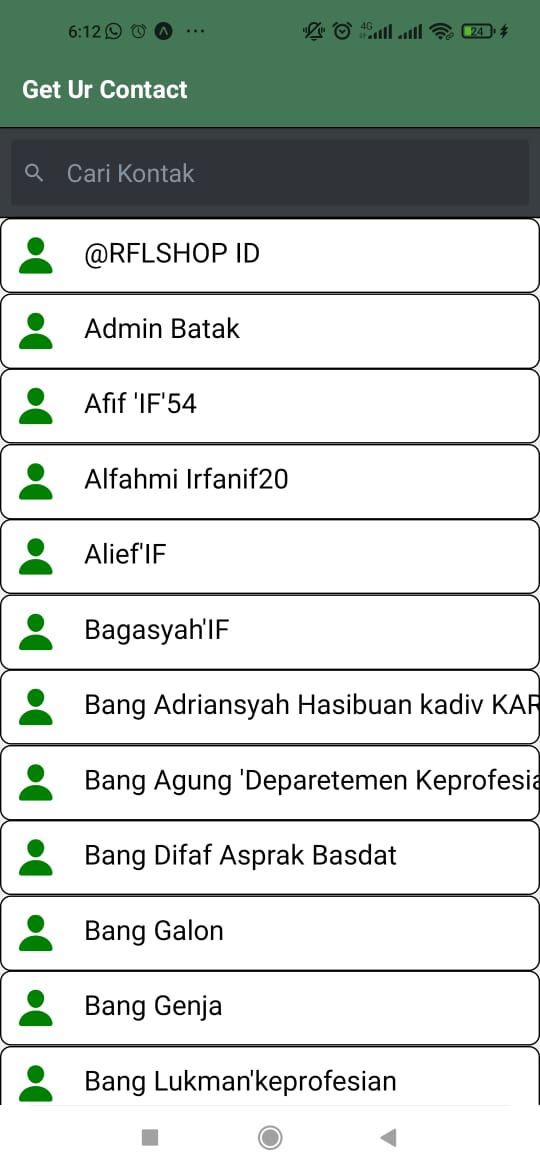 6:12
4G
24
Get Ur Contact
Cari Kontak
@RFLSHOP ID
Admin Batak
Afif 'IF'54
Alfahmi Irfanif20
Alief'IF
Bagasyah'IF
Bang Adriansyah Hasibuan kadiv KAR
Bang Agung 'Deparetemen Keprofesia
Bang Difaf Asprak Basdat
Bang Galon
Bang Genja
Bang Lukman'keprofesian